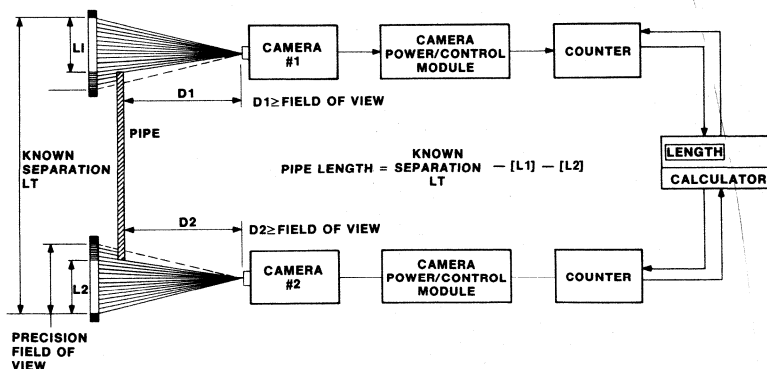 L1
CAMERA
#1
CAMERA
POWER/CONTROL
MODULE
COUNTER
D1
D1≥FIELD OF VIEW
PIPE
KNOWN
SEPARATION
LT
PIPE LENGTH = KNOWN SEPARATION LT — [L1] — [L2]
LENGTH
CALCULATOR
D2
D2≥FIELD OF VIEW
L2
CAMERA
#2
CAMERA
POWER/CONTROL
MODULE
COUNTER
PRECISION
FIELD OF
VIEW